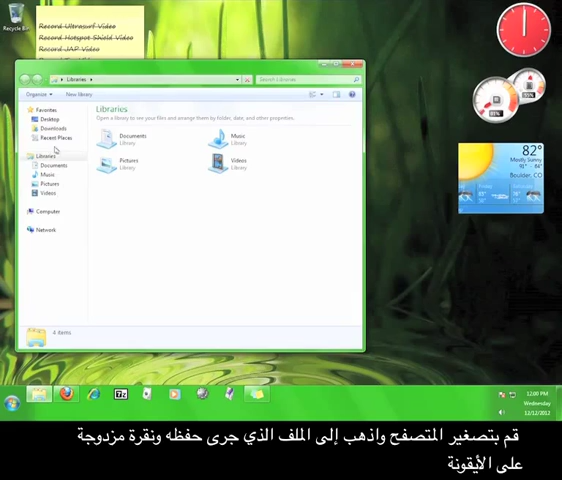 Recycle Bin
Record Ultrasurf Video
Record Hotspot Shield Video
Record JAP Video
Libraries
Search Libraries
Organize
New library
Favorites
Desktop
Downloads
Recent Places
Libraries
Documents
Music
Pictures
Videos
Computer
Network
Libraries
Open a library to see your files and arrange them by folder, date, and other properties.
Documents
Library
Music
Library
Pictures
Library
Videos
Library
4 items
82°
Mostly Sunny
Boulder, CO
Friday
12:00 PM
Wednesday
12/12/2012
قم بتصغير المتصفح واذهب إلى الملف الذي جرى حفظه ونقرة مزدوجة
على الأيقونة